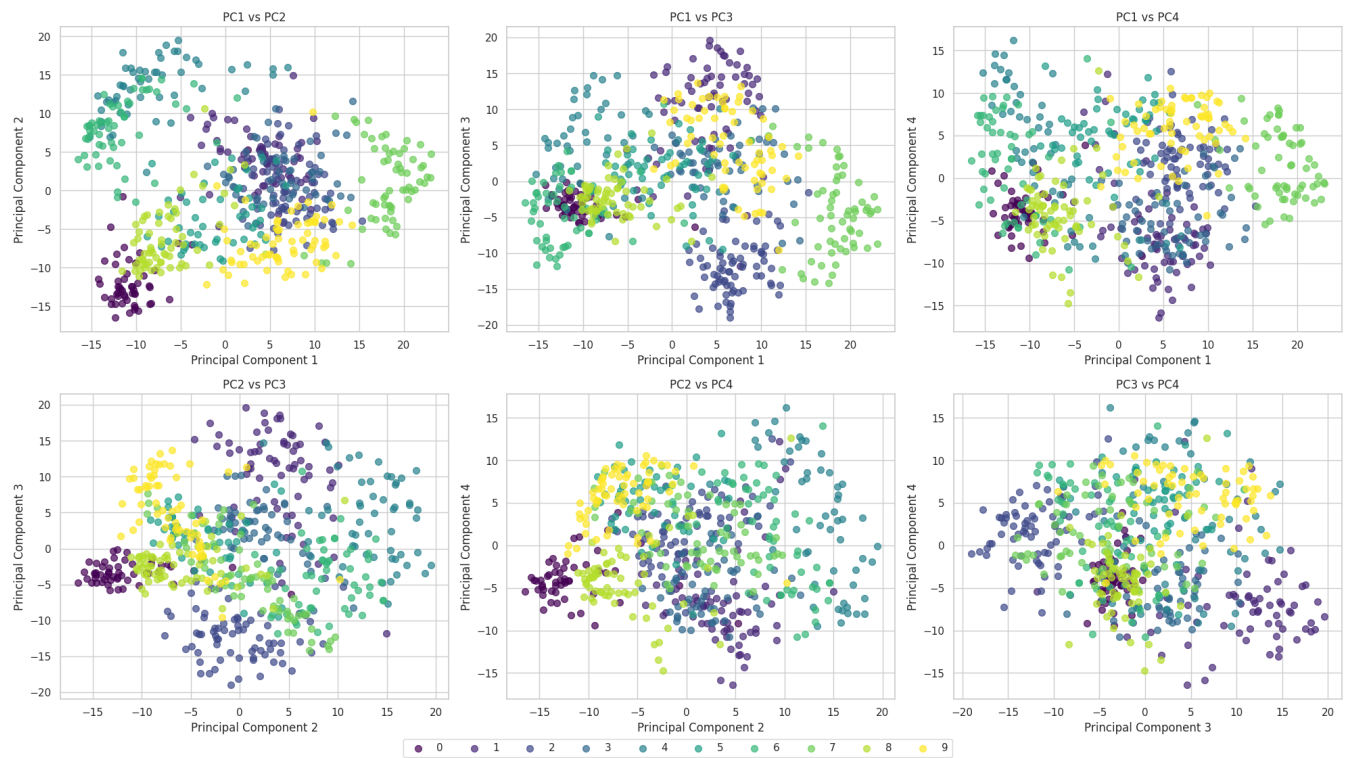 PC1 vs PC2
20
15
10
5
0
−5
−10
−15
Principal Component 2
−15 −10 −5 0 5 10 15 20
Principal Component 1
PC1 vs PC3
20
15
10
5
0
−5
−10
−15
−20
Principal Component 3
−15 −10 −5 0 5 10 15 20
Principal Component 1
PC1 vs PC4
15
10
5
0
−5
−10
−15
Principal Component 4
−15 −10 −5 0 5 10 15 20
Principal Component 1
PC2 vs PC3
20
15
10
5
0
−5
−10
−15
−20
Principal Component 3
−15 −10 −5 0 5 10 15 20
Principal Component 2
PC2 vs PC4
15
10
5
0
−5
−10
−15
Principal Component 4
−15 −10 −5 0 5 10 15 20
Principal Component 2
PC3 vs PC4
15
10
5
0
−5
−10
−15
Principal Component 4
−20 −15 −10 −5 0 5 10 15 20
Principal Component 3
0 1 2 3 4 5 6 7 8 9